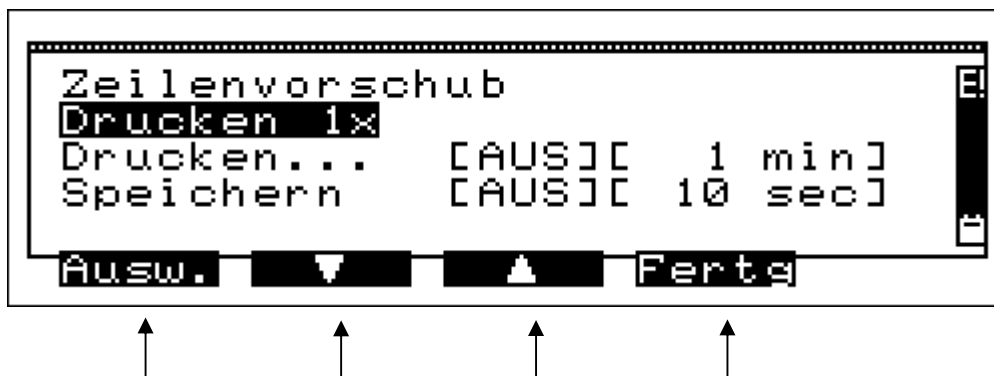 Zeilenvorschub
Drucken 1x
Drucken... [AUS][ 1 min]
Speichern [AUS][ 10 sec]
E!
Ausw. ▼ ▲ Fertg